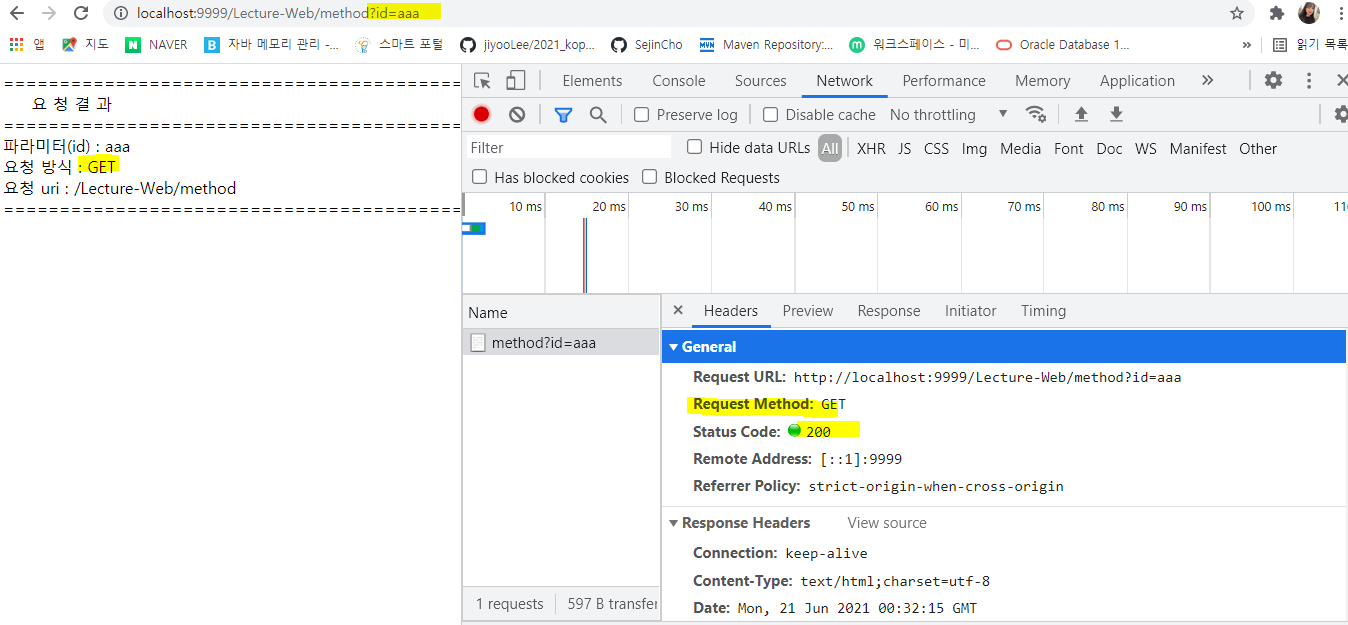 localhost:9999/Lecture-Web/method?id=aaa
앱 지도 NAVER 자바 메모리 관리 -... 스마트 포털 jiyooLee/2021_kop... SejinCho Maven Repository:... 워크스페이스 - 미... Oracle Database 1... » 읽기 목록
==========================================
요 청 결 과
==========================================
파라미터(id) : aaa
요청 방식 : GET
요청 uri : /Lecture-Web/method
==========================================
Elements Console Sources Network Performance Memory Application »
Preserve log Disable cache No throttling
Filter Hide data URLs All XHR JS CSS Img Media Font Doc WS Manifest Other
Has blocked cookies Blocked Requests
10 ms 20 ms 30 ms 40 ms 50 ms 60 ms 70 ms 80 ms 90 ms 100 ms 11
Name
method?id=aaa
1 requests 597 B transfer
Headers Preview Response Initiator Timing
General
Request URL: http://localhost:9999/Lecture-Web/method?id=aaa
Request Method: GET
Status Code: 200
Remote Address: [::1]:9999
Referrer Policy: strict-origin-when-cross-origin
Response Headers View source
Connection: keep-alive
Content-Type: text/html;charset=utf-8
Date: Mon, 21 Jun 2021 00:32:15 GMT